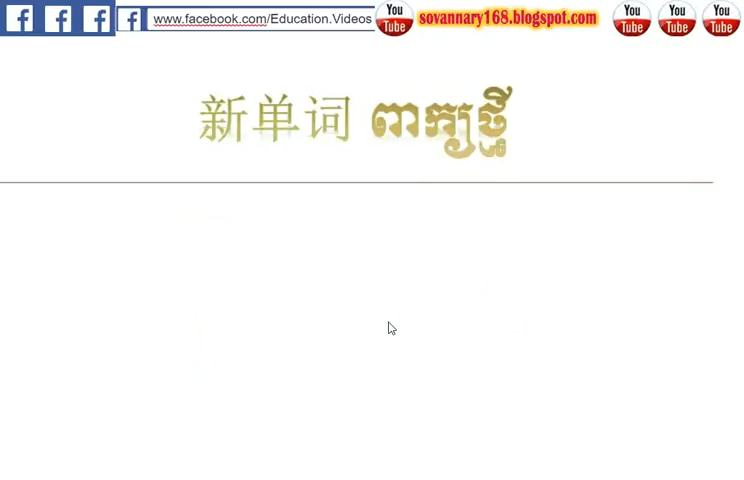 www.facebook.com/Education.Videos You Tube sovannary168.blogspot.com You Tube You Tube You Tube
新单词 ពាក្យថ្មី